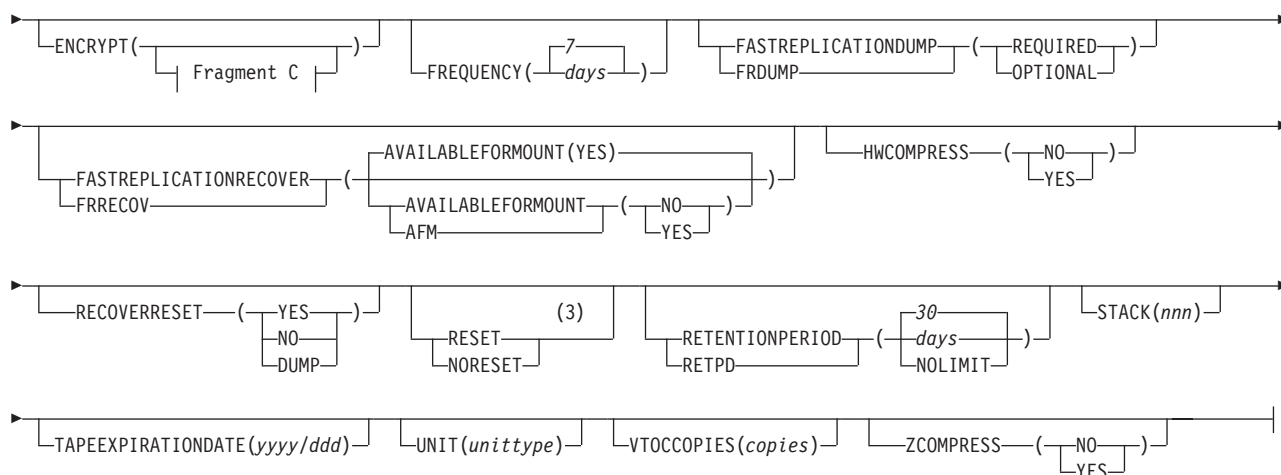 ENCRYPT( Fragment C ) FREQUENCY( 7 days ) FASTREPLICATIONDUMP FRDUMP ( REQUIRED OPTIONAL )
FASTREPLICATIONRECOVER FRRECOV ( AVAILABLEFORMOUNT(YES) AVAILABLEFORMOUNT AFM ( NO YES ) ) HWCOMPRESS ( NO YES )
RECOVERRESET ( YES NO DUMP ) (3) RESET NORESET RETENTIONPERIOD RETPD ( 30 days NOLIMIT ) STACK(nnn)
TAPEEXPIRATIONDATE(yyyy/ddd) UNIT(unittype) VTOCCOPIES(copies) ZCOMPRESS ( NO YES )